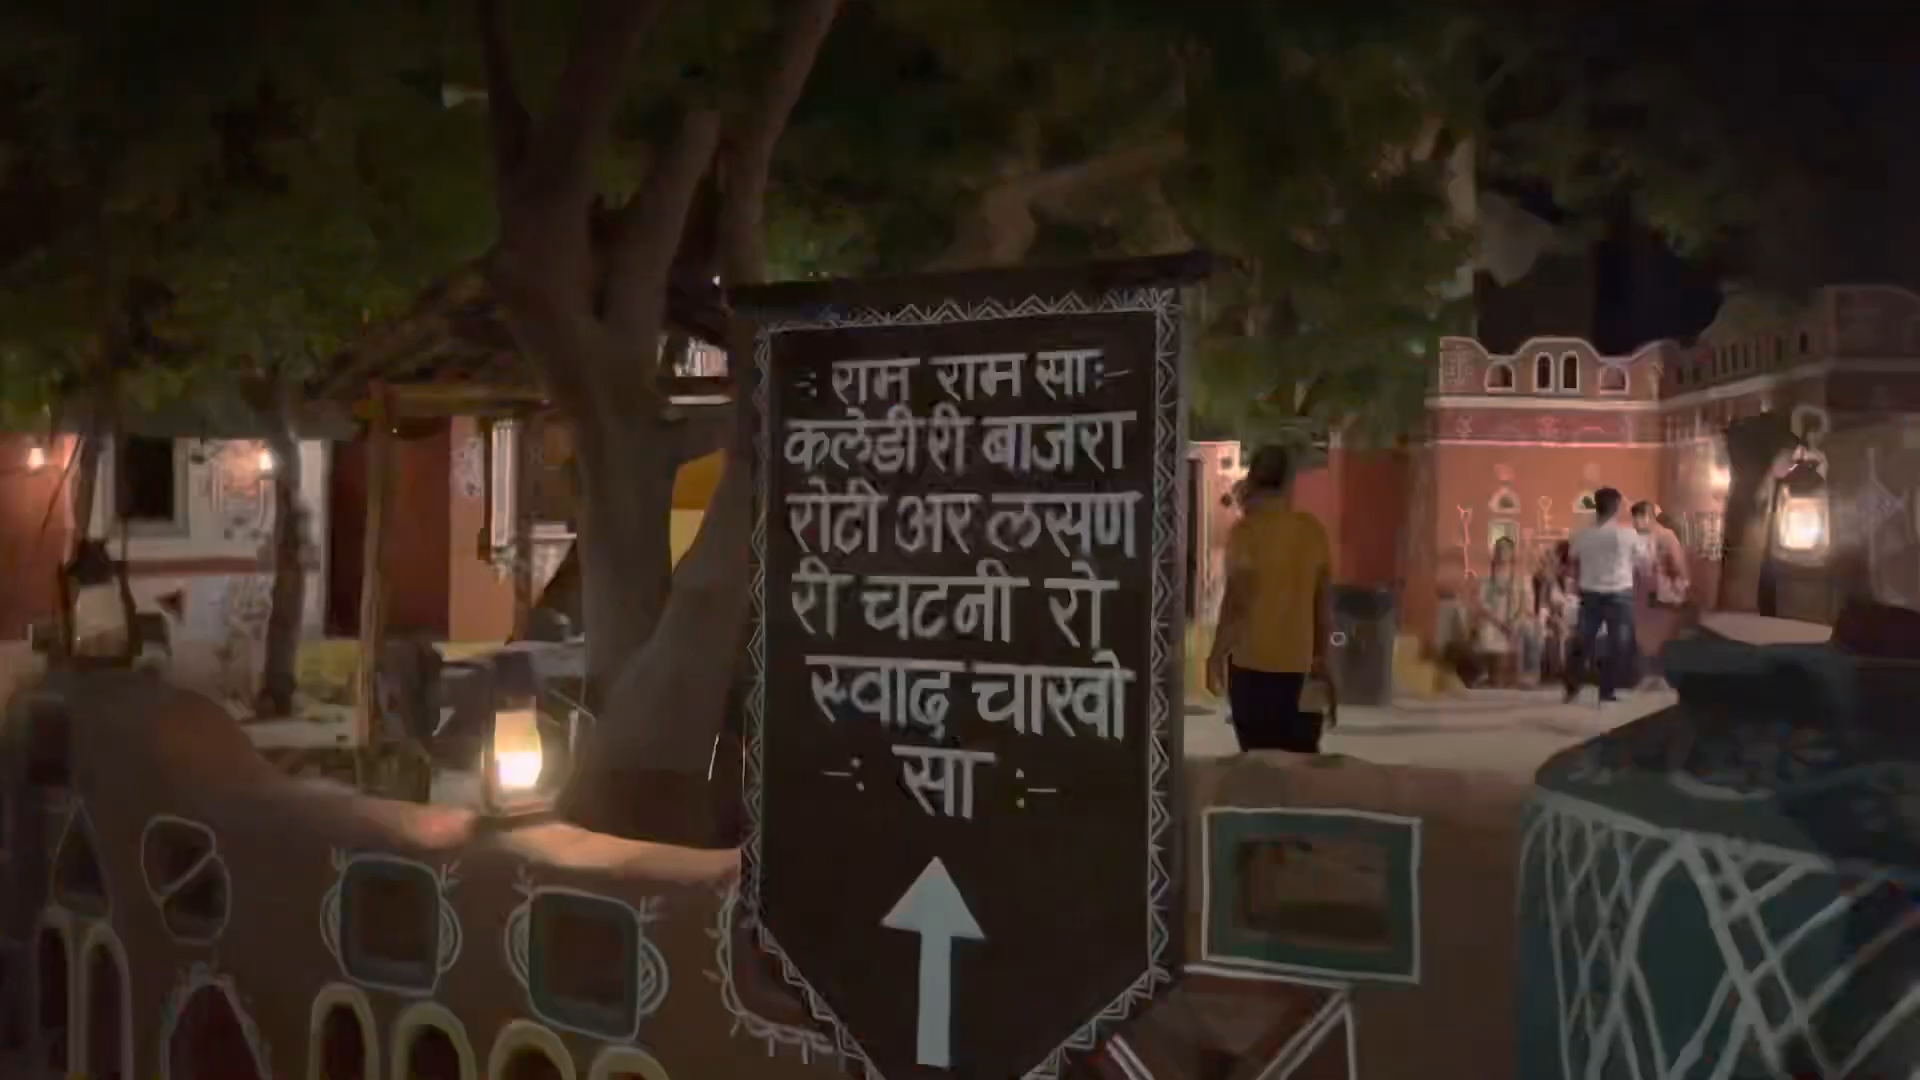 -: राम राम सा:-
कलेडी री बाजरा
रोटी अर लसण
री चटनी रो
स्वाद चाखो
-: सा :-